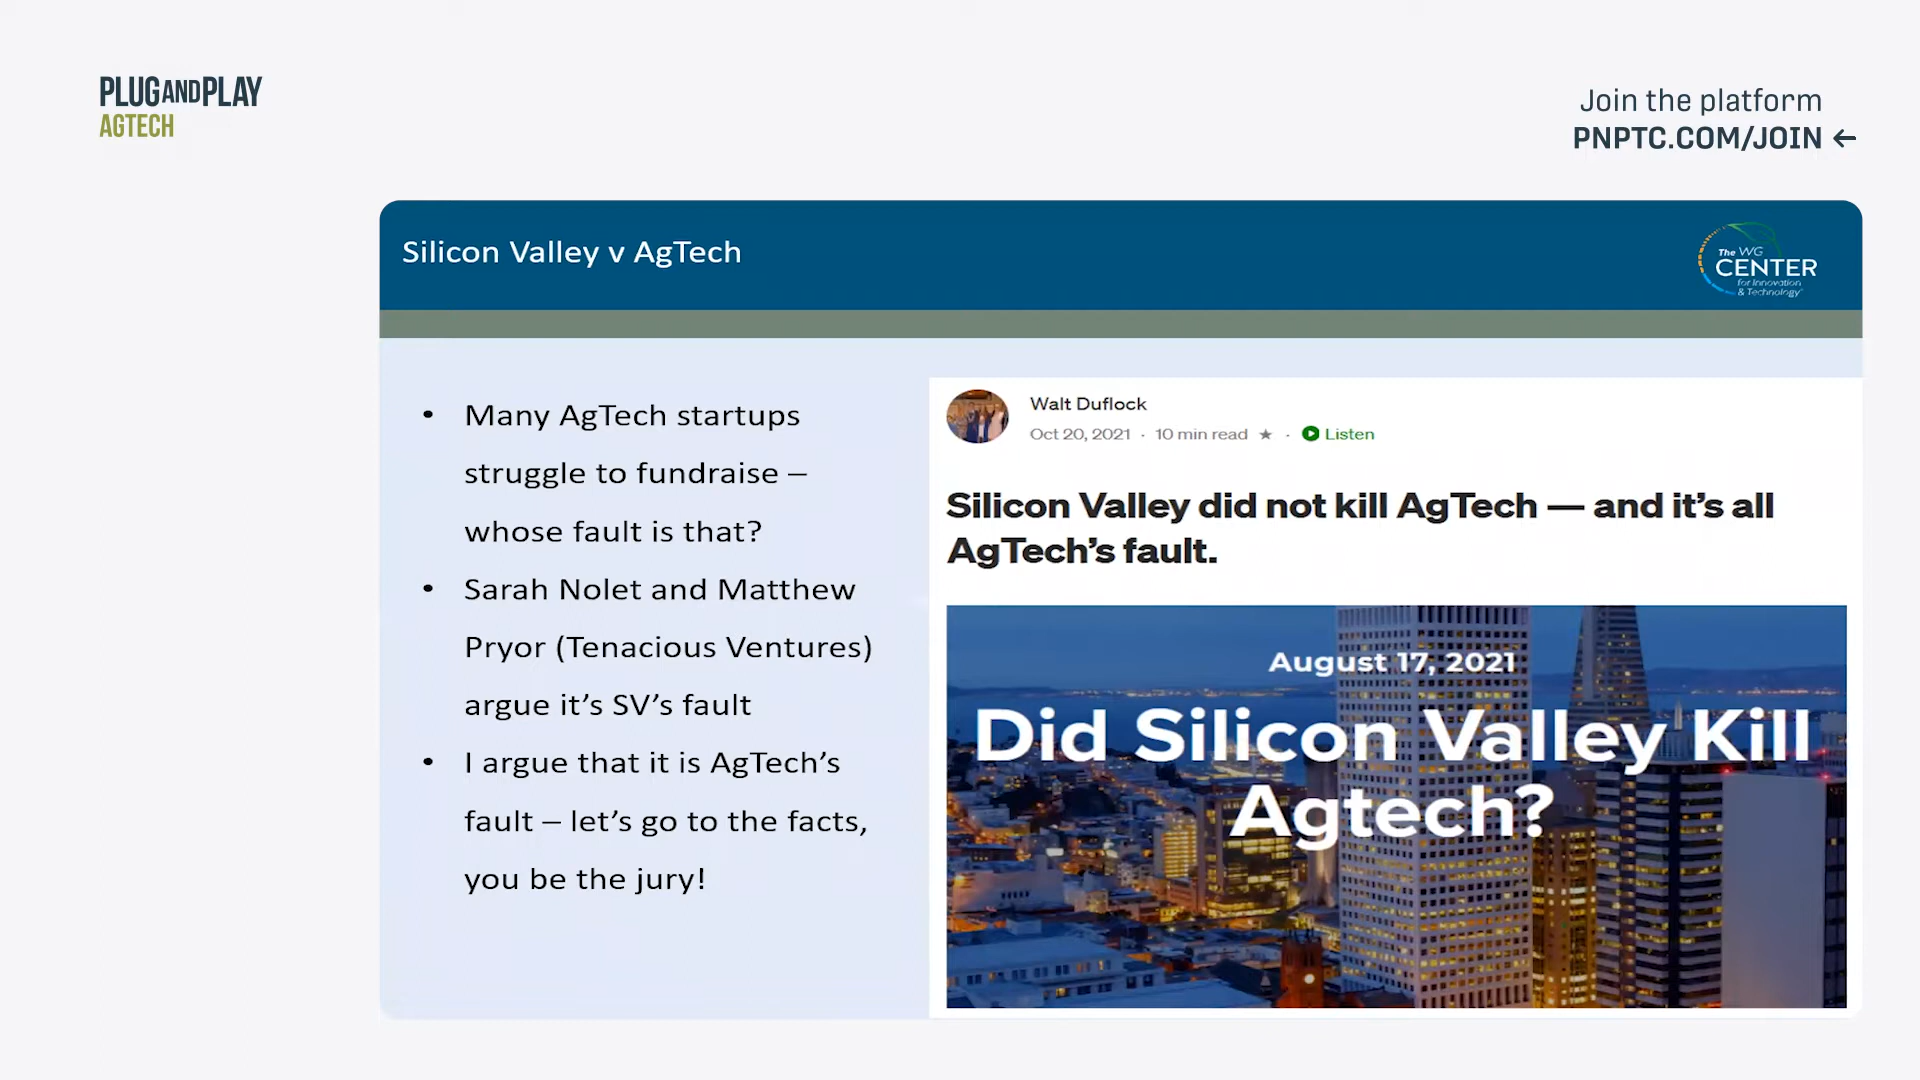 PLUGANDPLAY
AGTECH
Join the platform
PNPTC.COM/JOIN ←
Silicon Valley v AgTech
The WG
CENTER
for Innovation
& Technology
• Many AgTech startups
struggle to fundraise –
whose fault is that?
• Sarah Nolet and Matthew
Pryor (Tenacious Ventures)
argue it’s SV’s fault
• I argue that it is AgTech’s
fault – let’s go to the facts,
you be the jury!
Walt Duflock
Oct 20, 2021 · 10 min read ★ · Listen
Silicon Valley did not kill AgTech — and it’s all
AgTech’s fault.
August 17, 2021
Did Silicon Valley Kill
Agtech?